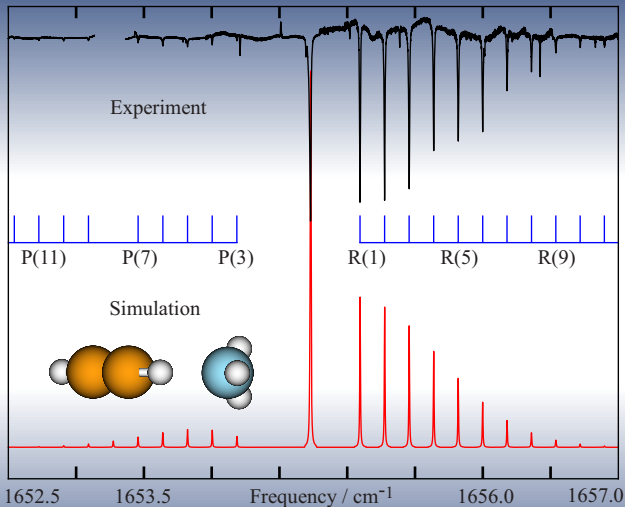 Experiment
P(11) P(7) P(3) R(1) R(5) R(9)
Simulation
1652.5 1653.5 Frequency / cm⁻¹ 1656.0 1657.0